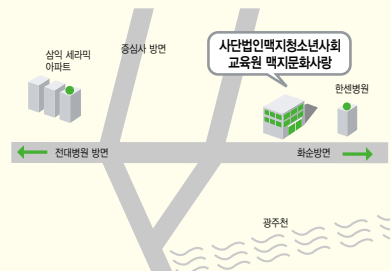 사단법인맥지청소년사회
교육원 맥지문화사랑
삼익 세라믹
아파트
증심사 방면
한센병원
전대병원 방면
화순방면
광주천